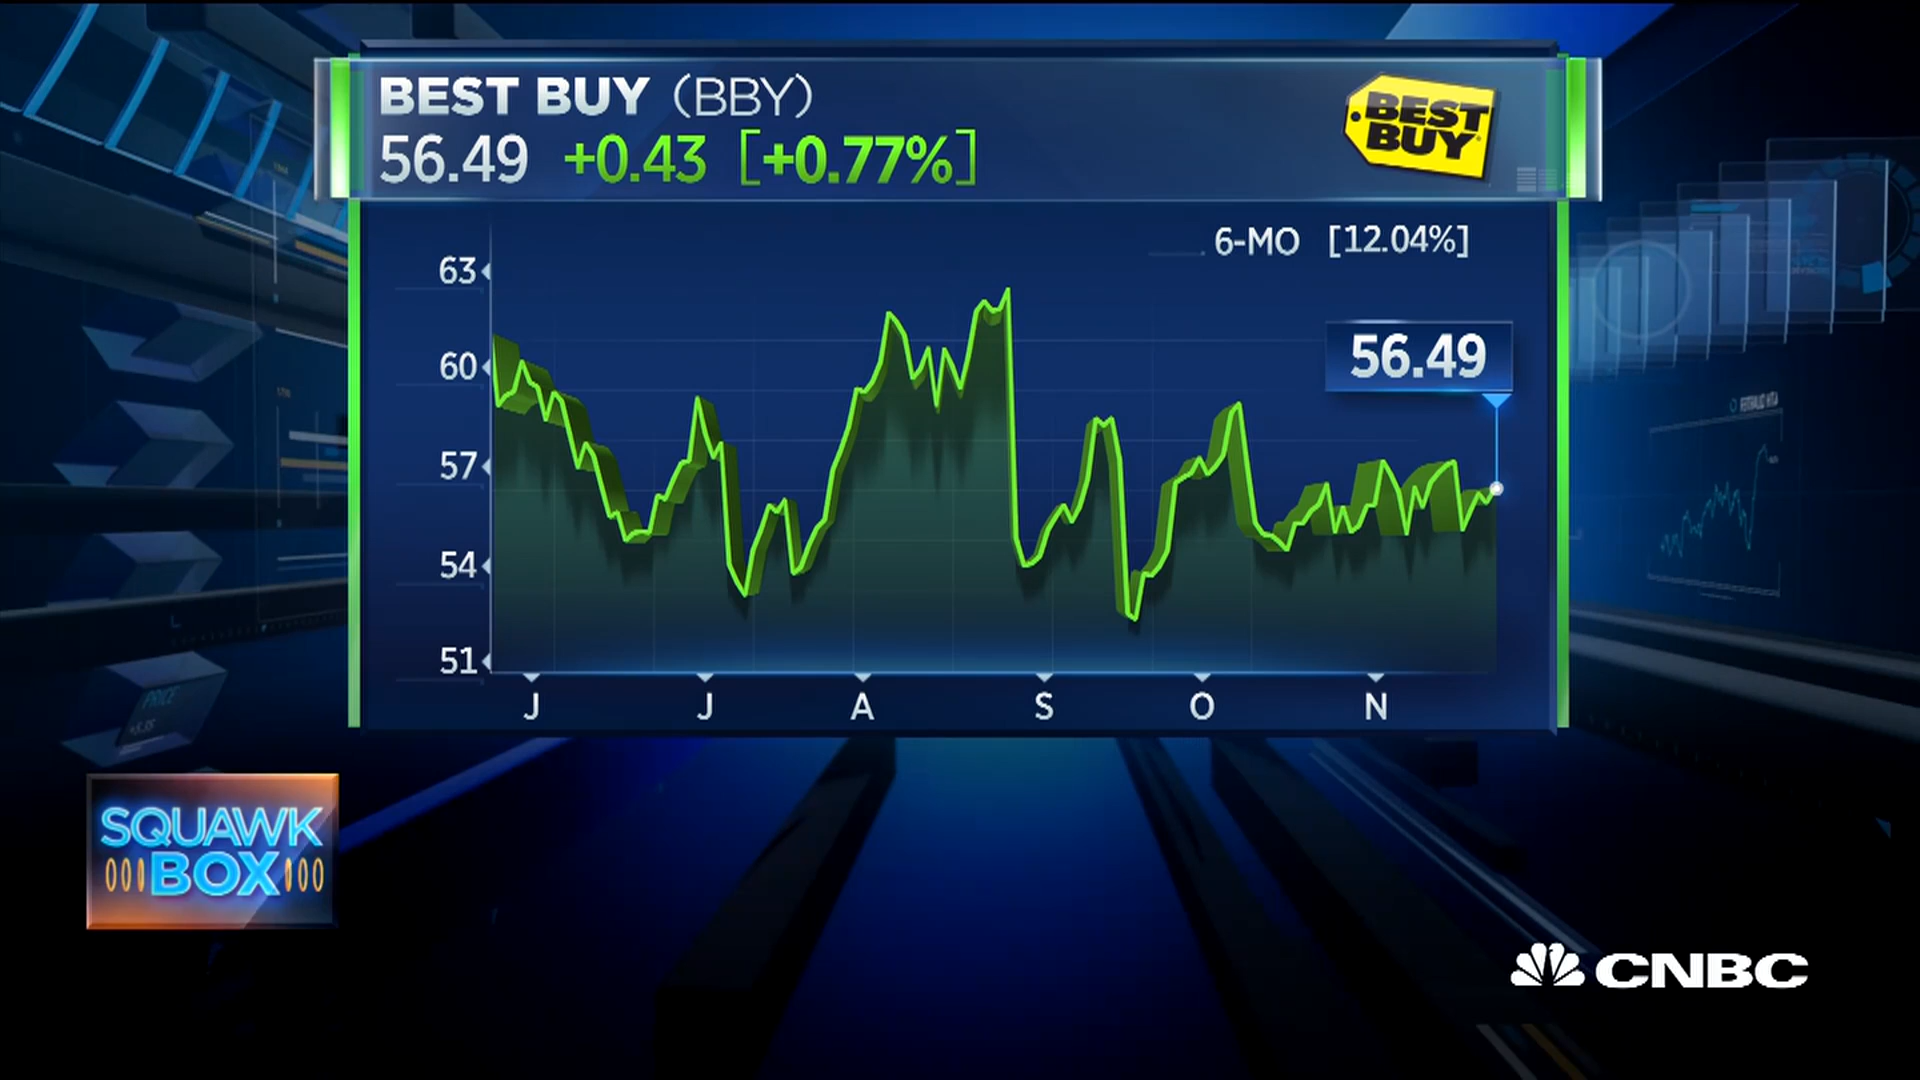 BEST BUY (BBY)
56.49 +0.43 [+0.77%]
BEST
BUY
6-MO [12.04%]
63
60
57
54
51
56.49
J J A S O N
PRICE
SQUAWK
BOX
CNBC